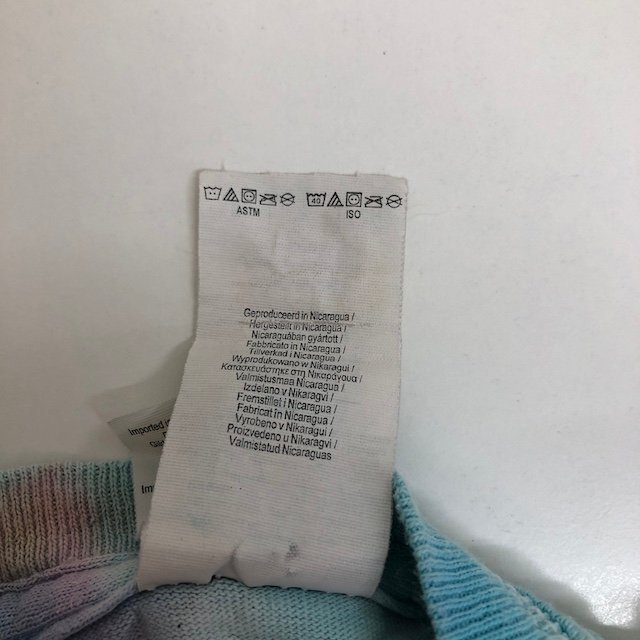 40
ASTM
ISO
Geproduceerd in Nicaragua /
Hergestellt in Nicaragua /
Nicaraguában gyártott /
Fabbricato in Nicaragua /
Tillverkad i Nicaragua /
Wyprodukowano w Nikaragui /
Κατασκευάστηκε στη Νικαράγουα /
Valmistusmaa Nicaragua /
Izdelano v Nikaragvi /
Fremstillet i Nicaragua /
Fabricat în Nicaragua /
Vyrobeno v Nikaragui /
Proizvedeno u Nikaragvi /
Valmistatud Nicaraguas
Imported